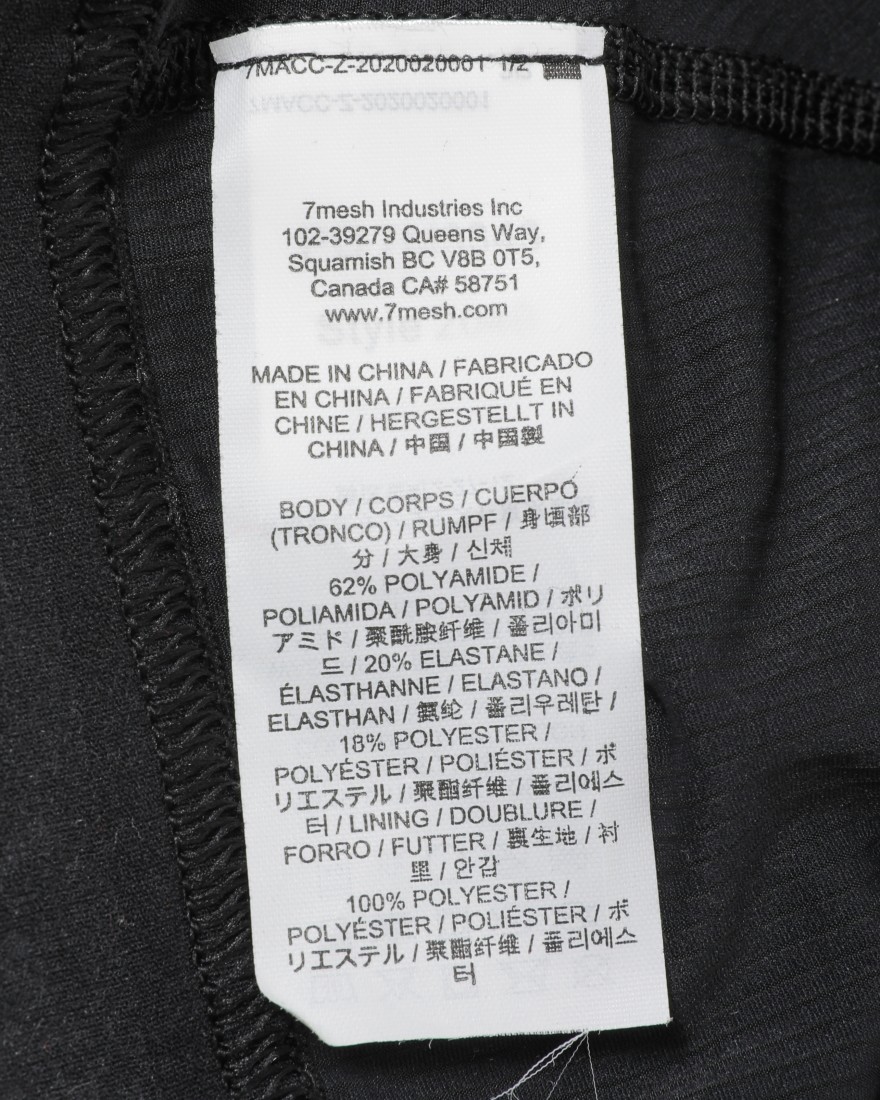 7MACC-Z-2020020001 1/2
7mesh Industries Inc
102-39279 Queens Way,
Squamish BC V8B 0T5,
Canada CA# 58751
www.7mesh.com
MADE IN CHINA / FABRICADO
EN CHINA / FABRIQUÉ EN
CHINE / HERGESTELLT IN
CHINA / 中国 / 中国製
BODY / CORPS / CUERPO
(TRONCO) / RUMPF / 身頃部
分 / 大身 / 신체
62% POLYAMIDE /
POLIAMIDA / POLYAMID / ポリ
アミド / 聚酰胺纤维 / 폴리아미
드 / 20% ELASTANE /
ÉLASTHANNE / ELASTANO /
ELASTHAN / 氨纶 / 폴리우레탄 /
18% POLYESTER /
POLYÉSTER / POLIÉSTER / ポ
リエステル / 聚酯纤维 / 폴리에스
터 / LINING / DOUBLURE /
FORRO / FUTTER / 裏生地 / 衬
里 / 안감
100% POLYESTER /
POLYÉSTER / POLIÉSTER / ポ
リエステル / 聚酯纤维 / 폴리에스
터